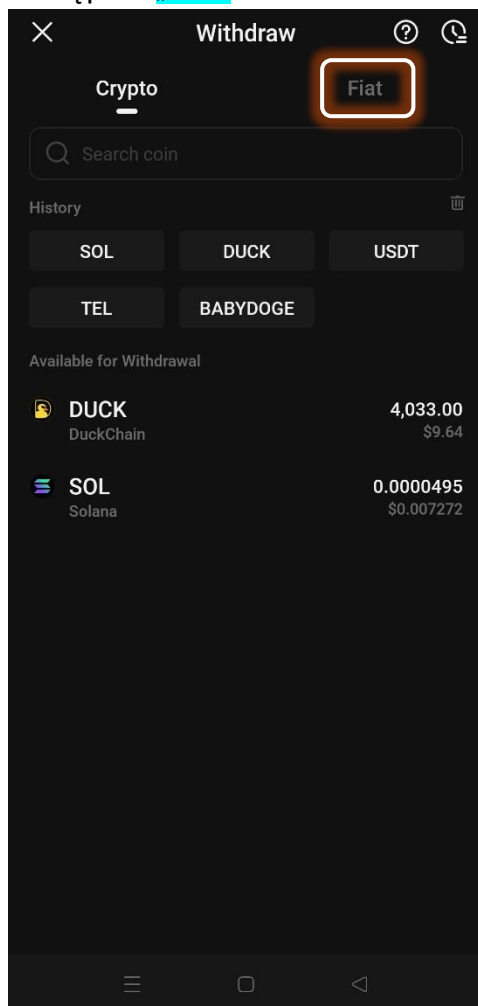 Withdraw
Crypto Fiat
Search coin
History
SOL DUCK USDT
TEL BABYDOGE
Available for Withdrawal
DUCK 4,033.00
DuckChain $9.64
SOL 0.0000495
Solana $0.007272